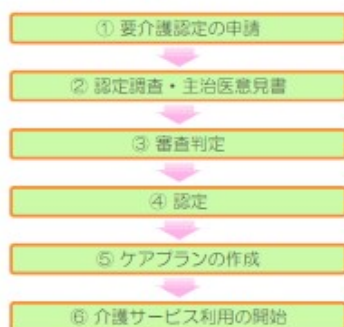 ① 要介護認定の申請
② 認定調査・主治医意見書
③ 審査判定
④ 認定
⑤ ケアプランの作成
⑥ 介護サービス利用の開始